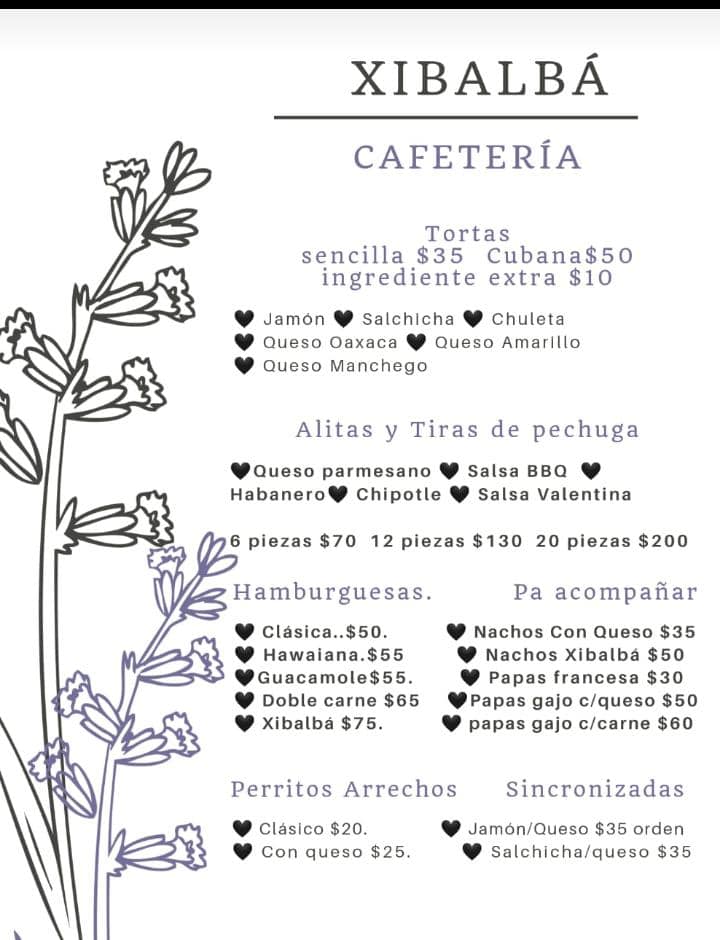 XIBALBÁ
CAFETERÍA
Tortas
sencilla $35 Cubana$50
ingrediente extra $10
🖤 Jamón 🖤 Salchicha 🖤 Chuleta
🖤 Queso Oaxaca 🖤 Queso Amarillo
🖤 Queso Manchego
Alitas y Tiras de pechuga
🖤Queso parmesano 🖤 Salsa BBQ 🖤
Habanero🖤 Chipotle 🖤 Salsa Valentina
6 piezas $70 12 piezas $130 20 piezas $200
Hamburguesas.
🖤 Clásica..$50.
🖤 Hawaiana.$55
🖤Guacamole$55.
🖤 Doble carne $65
🖤 Xibalbá $75.
Pa acompañar
🖤 Nachos Con Queso $35
🖤 Nachos Xibalbá $50
🖤 Papas francesa $30
🖤Papas gajo c/queso $50
🖤 papas gajo c/carne $60
Perritos Arrechos
🖤 Clásico $20.
🖤 Con queso $25.
Sincronizadas
🖤 Jamón/Queso $35 orden
🖤 Salchicha/queso $35